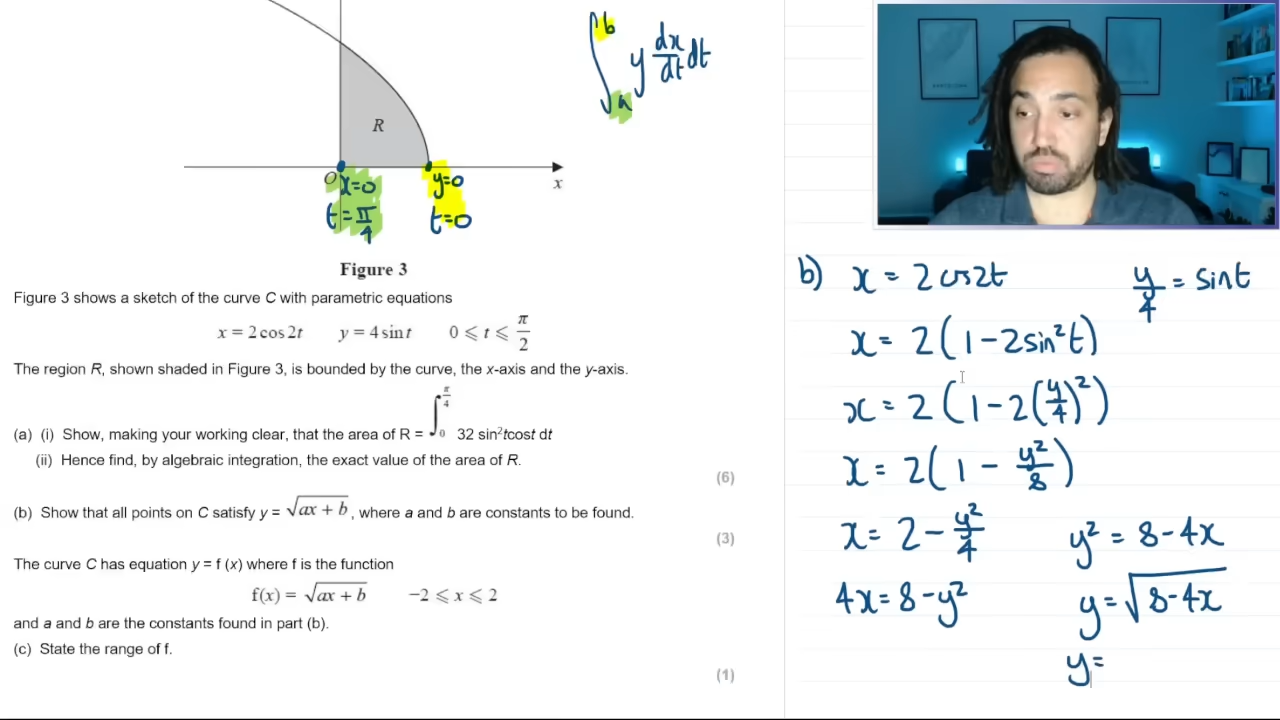 ∫ₐᵇ y dx/dt dt
R
O
x
x=0
t=π/4
y=0
t=0
Figure 3
Figure 3 shows a sketch of the curve C with parametric equations
x = 2 cos 2t y = 4 sin t 0 ⩽ t ⩽ π/2
The region R, shown shaded in Figure 3, is bounded by the curve, the x-axis and the y-axis.
(a) (i) Show, making your working clear, that the area of R = ∫₀^(π/4) 32 sin²tcost dt
(ii) Hence find, by algebraic integration, the exact value of the area of R.
(6)
(b) Show that all points on C satisfy y = √(ax + b), where a and b are constants to be found.
(3)
The curve C has equation y = f (x) where f is the function
f(x) = √(ax + b) −2 ⩽ x ⩽ 2
and a and b are the constants found in part (b).
(c) State the range of f.
(1)
b) x = 2cos2t y/4 = sint
x = 2(1-2sin²t)
x = 2(1-2(y/4)²)
x = 2(1 - y²/8)
x = 2 - y²/4
4x = 8-y²
y² = 8-4x
y = √(8-4x)
y=